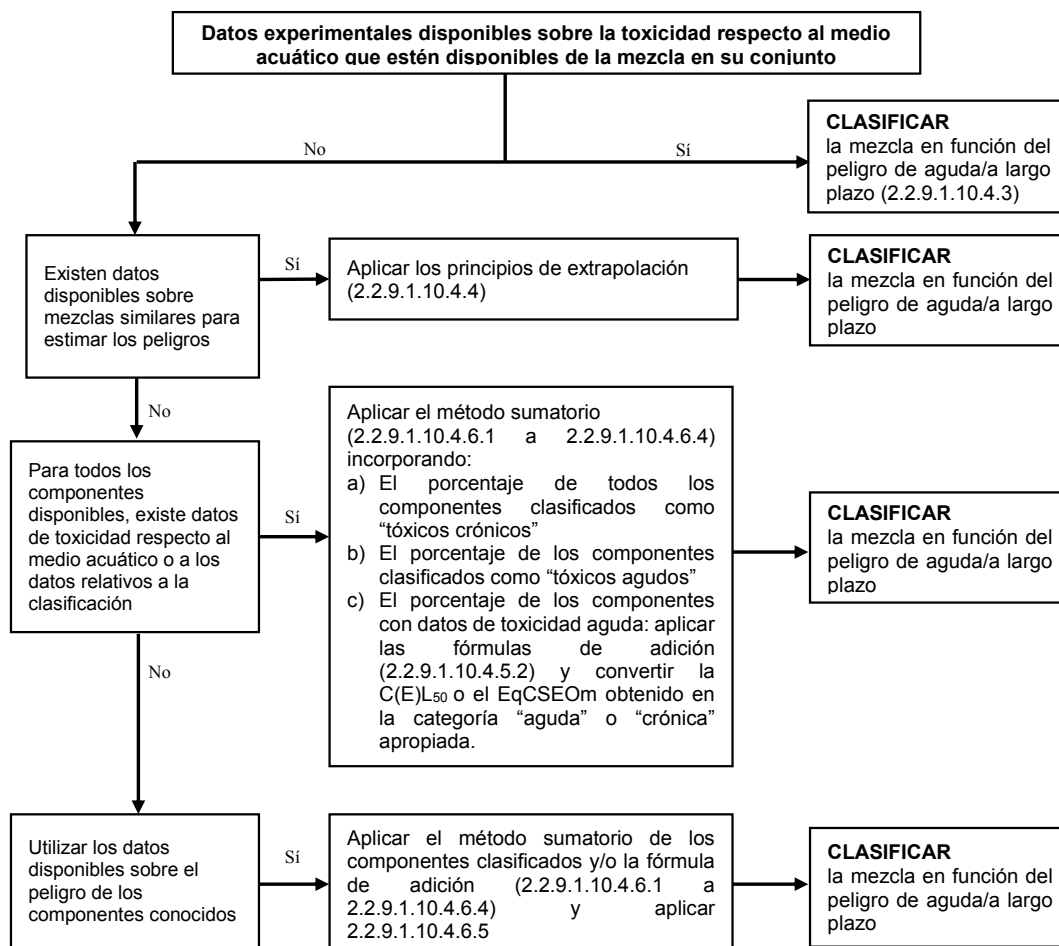 Datos experimentales disponibles sobre la toxicidad respecto al medio
acuático que estén disponibles de la mezcla en su conjunto
No
Sí
CLASIFICAR
la mezcla en función del
peligro de aguda/a largo
plazo (2.2.9.1.10.4.3)
Existen datos
disponibles sobre
mezclas similares para
estimar los peligros
Sí
Aplicar los principios de extrapolación
(2.2.9.1.10.4.4)
CLASIFICAR
la mezcla en función del
peligro de aguda/a largo
plazo
No
Para todos los
componentes
disponibles, existe datos
de toxicidad respecto al
medio acuático o a los
datos relativos a la
clasificación
Sí
Aplicar el método sumatorio
(2.2.9.1.10.4.6.1 a 2.2.9.1.10.4.6.4)
incorporando:
a) El porcentaje de todos los
componentes clasificados como
“tóxicos crónicos”
b) El porcentaje de los componentes
clasificados como “tóxicos agudos”
c) El porcentaje de los componentes
con datos de toxicidad aguda: aplicar
las fórmulas de adición
(2.2.9.1.10.4.5.2) y convertir la
C(E)L50 o el EqCSEOm obtenido en
la categoría “aguda” o “crónica”
apropiada.
CLASIFICAR
la mezcla en función del
peligro de aguda/a largo
plazo
No
Utilizar los datos
disponibles sobre el
peligro de los
componentes conocidos
Sí
Aplicar el método sumatorio de los
componentes clasificados y/o la fórmula
de adición (2.2.9.1.10.4.6.1 a
2.2.9.1.10.4.6.4) y aplicar
2.2.9.1.10.4.6.5
CLASIFICAR
la mezcla en función del
peligro de aguda/a largo
plazo